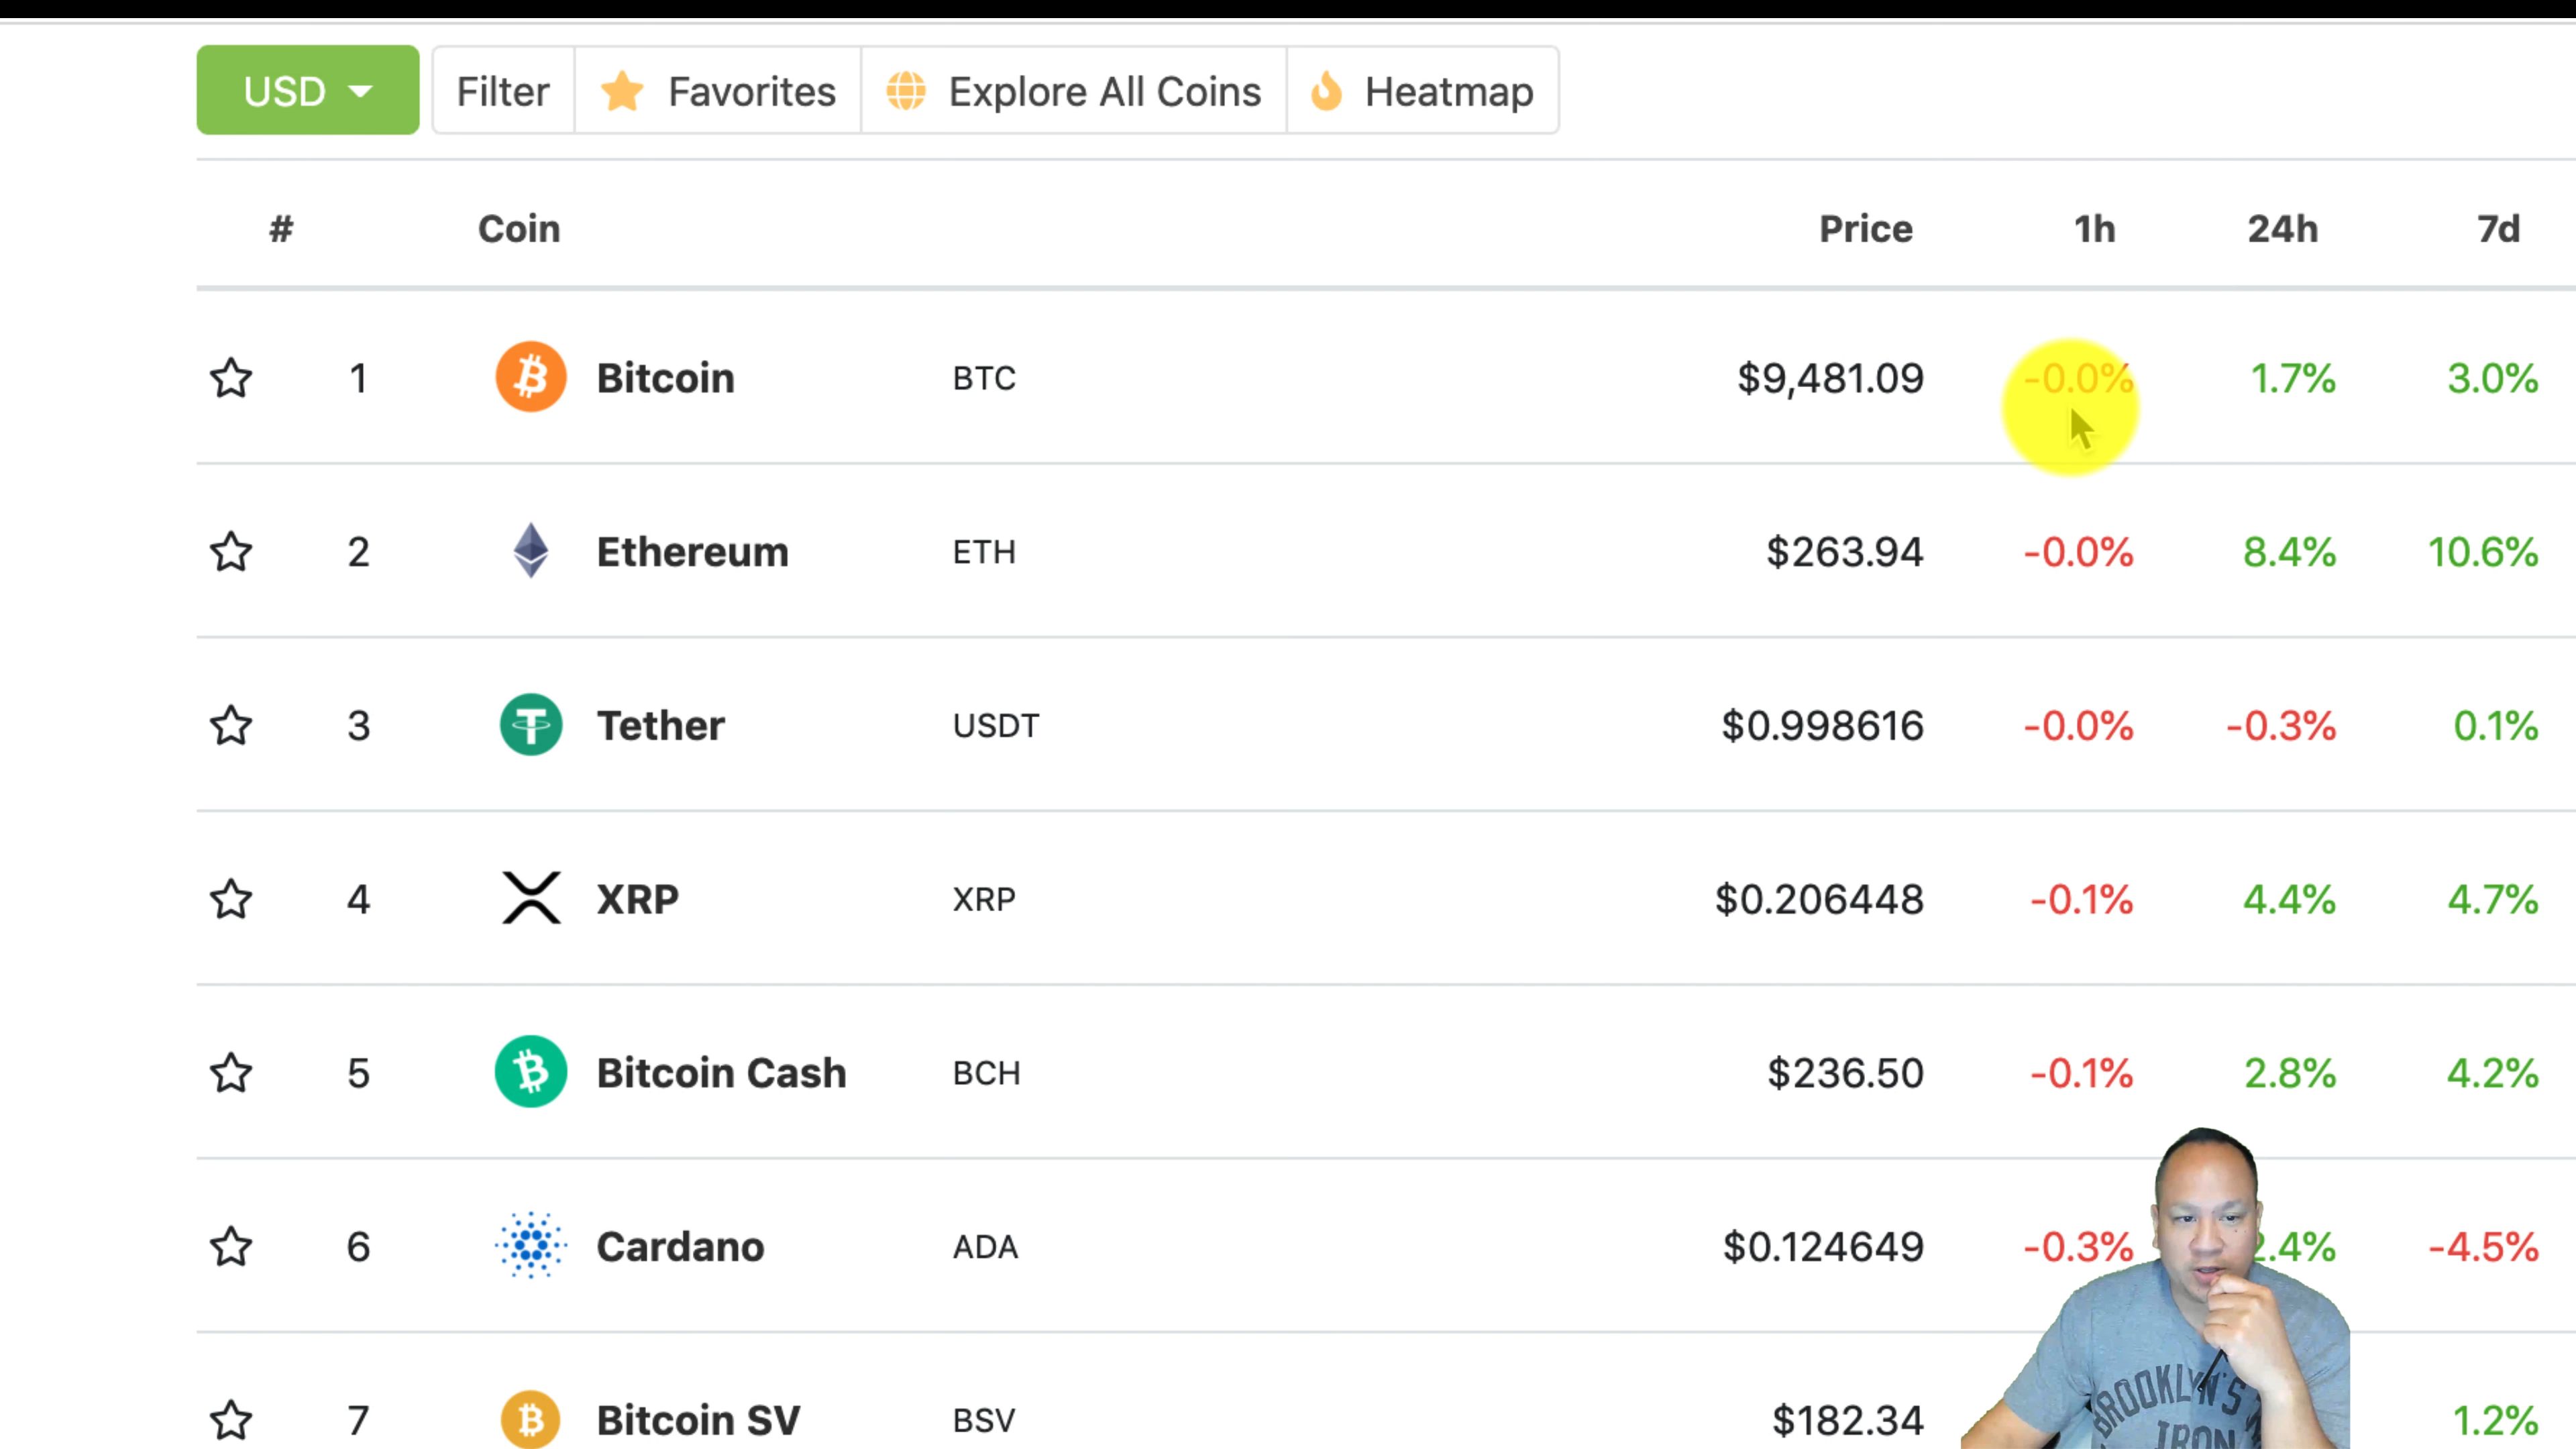 USD Filter Favorites Explore All Coins Heatmap
# Coin Price 1h 24h 7d
1 Bitcoin BTC $9,481.09 -0.0% 1.7% 3.0%
2 Ethereum ETH $263.94 -0.0% 8.4% 10.6%
3 Tether USDT $0.998616 -0.0% -0.3% 0.1%
4 XRP XRP $0.206448 -0.1% 4.4% 4.7%
5 Bitcoin Cash BCH $236.50 -0.1% 2.8% 4.2%
6 Cardano ADA $0.124649 -0.3% 2.4% -4.5%
7 Bitcoin SV BSV $182.34 1.2%
BROOKLYN'S
IRON